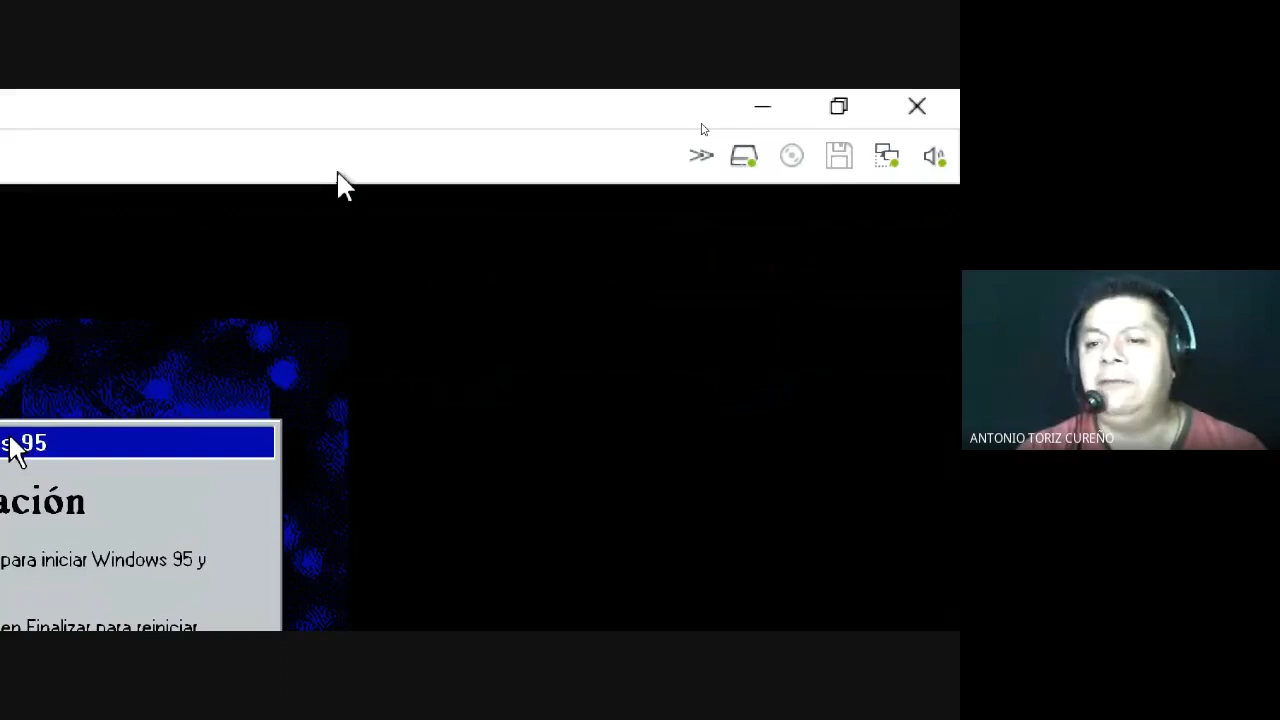 s 95
ación
para iniciar Windows 95 y
en Finalizar para reiniciar
ANTONIO TORIZ CUREÑO